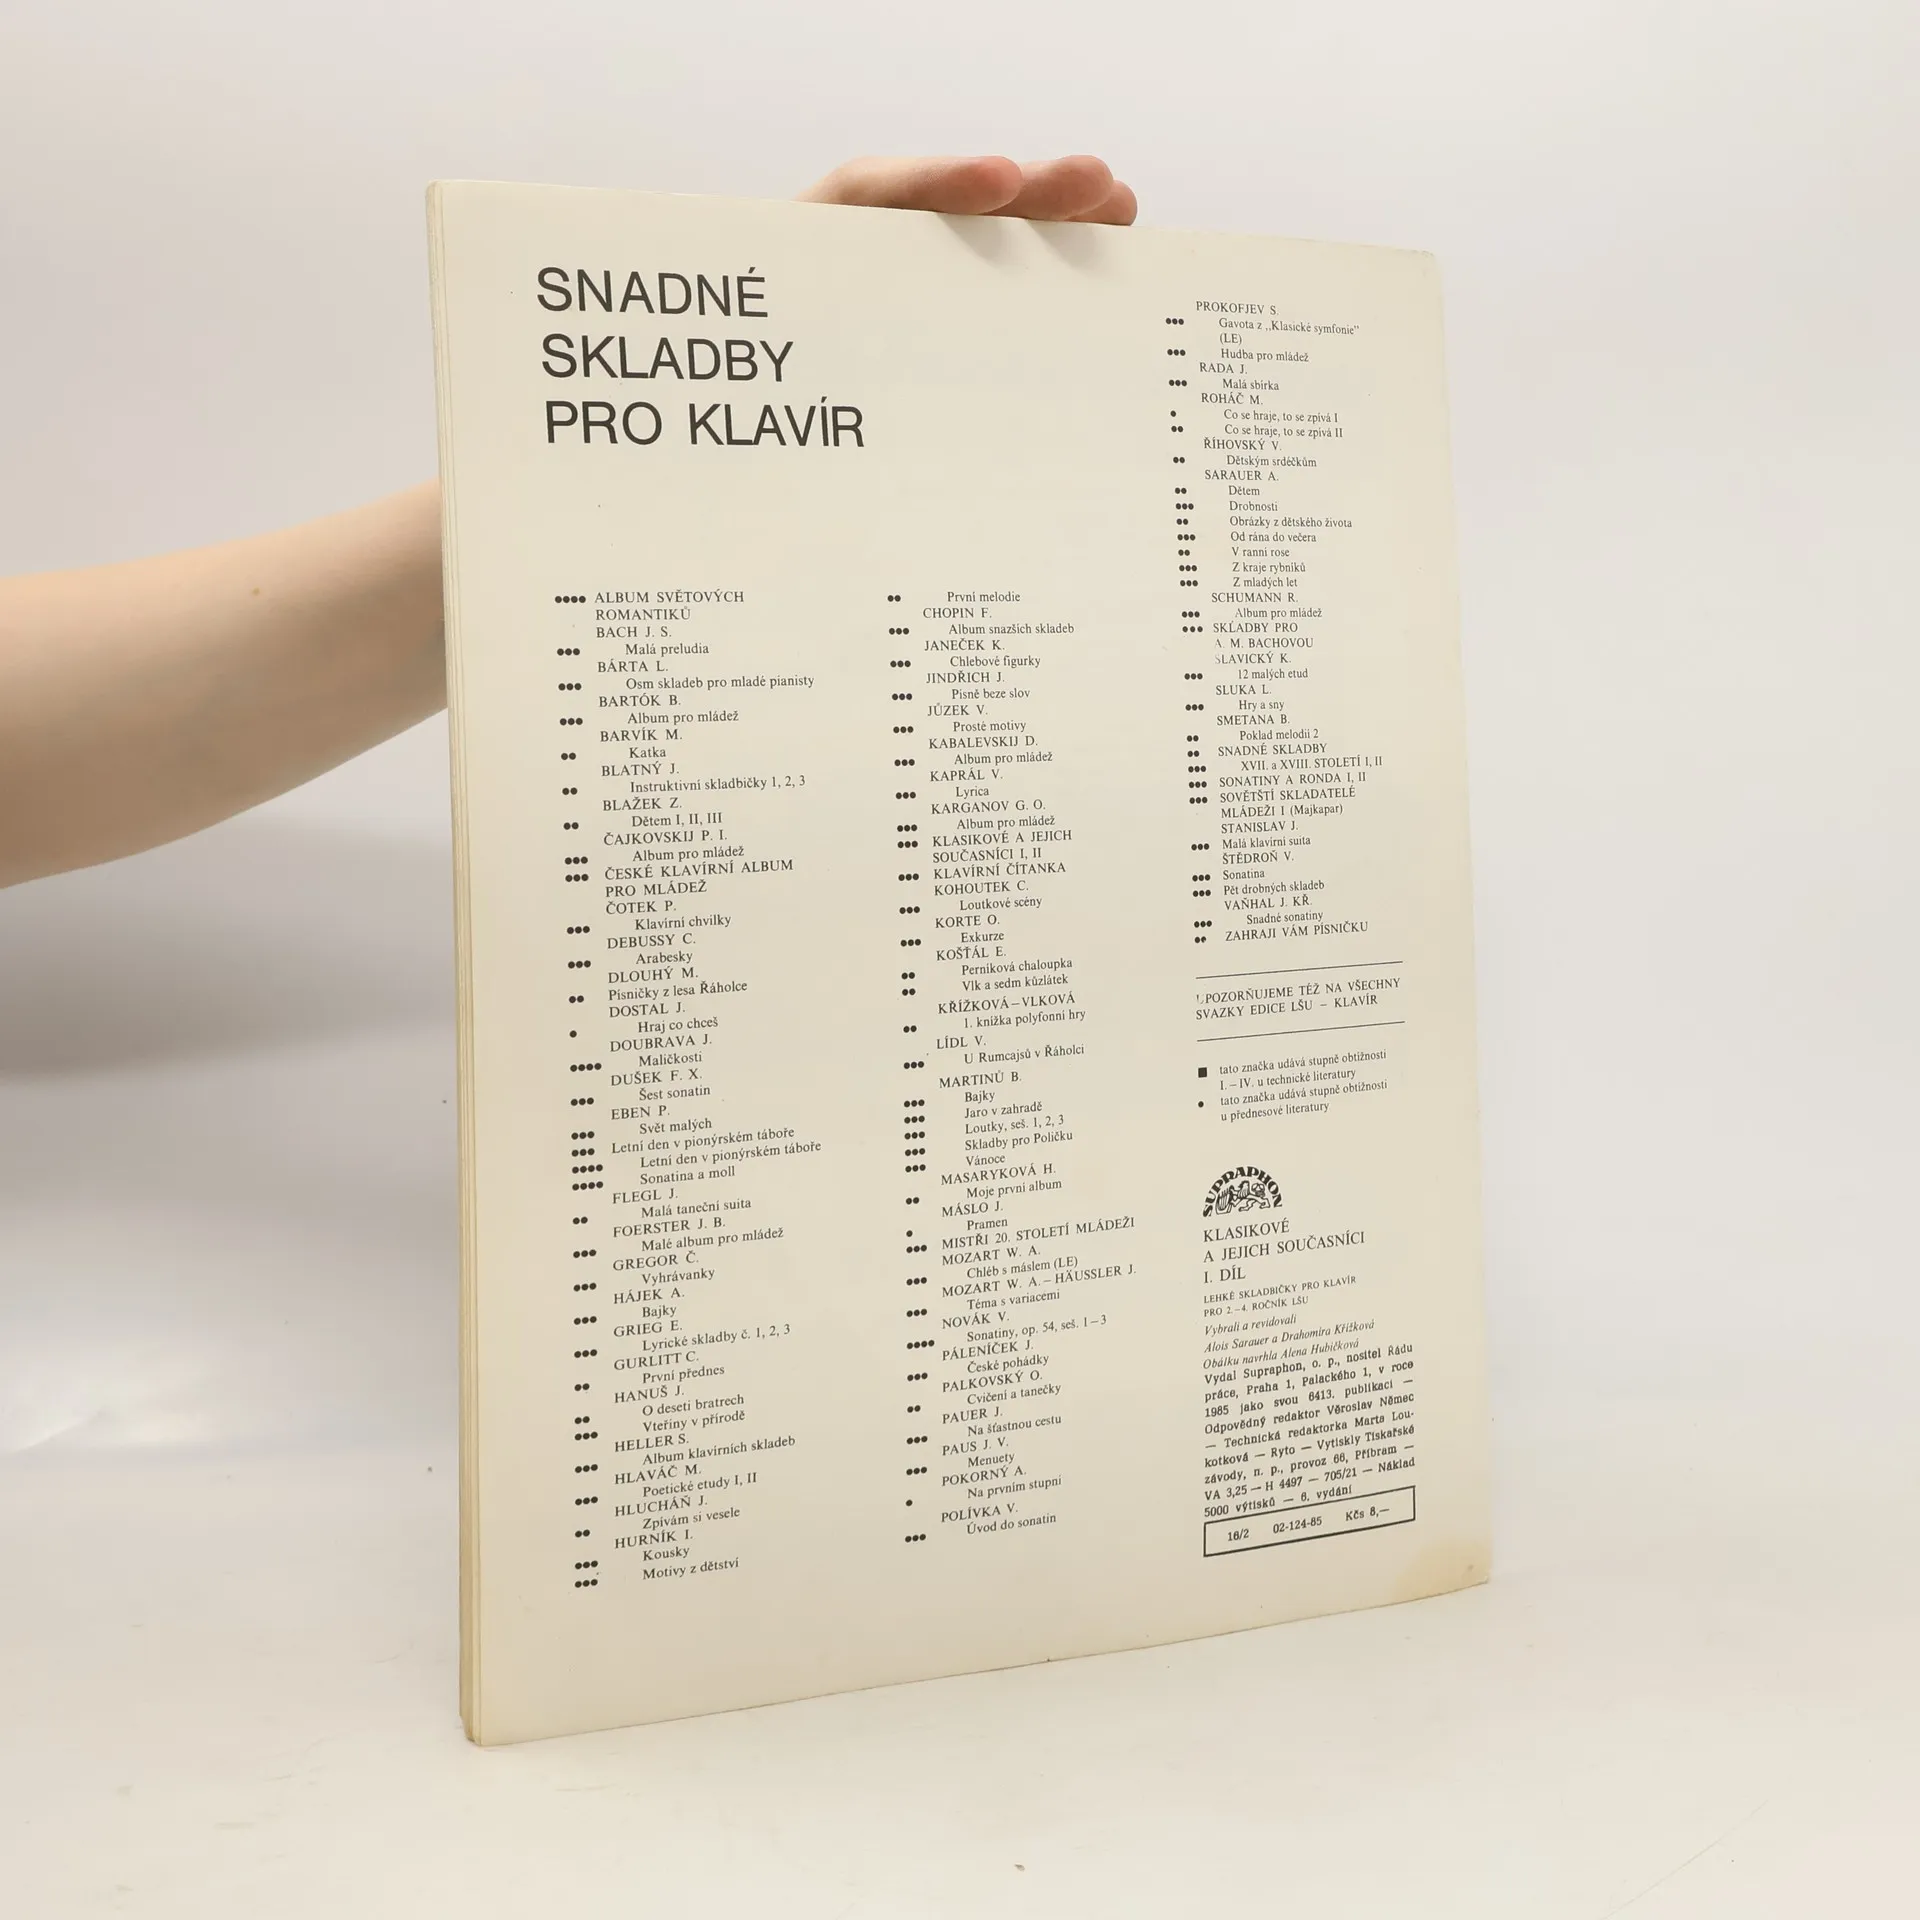 SNADNÉ
SKLADBY
PRO KLAVÍR
•••• ALBUM SVĚTOVÝCH
ROMANTIKŮ
BACH J. S.
••• Malá preludia
BÁRTA L.
••• Osm skladeb pro mladé pianisty
BARTÓK B.
••• Album pro mládež
BARVÍK M.
•• Katka
BLATNÝ J.
•• Instruktivní skladbičky 1, 2, 3
BLAŽEK Z.
•• Dětem I, II, III
ČAJKOVSKIJ P. I.
••• Album pro mládež
••• ČESKÉ KLAVÍRNÍ ALBUM
PRO MLÁDEŽ
ČOTEK P.
••• Klavírní chvilky
DEBUSSY C.
••• Arabesky
DLOUHÝ M.
•• Písničky z lesa Řáholce
DOSTAL J.
• Hraj co chceš
DOUBRAVA J.
•••• Maličkosti
DUŠEK F. X.
••• Šest sonatin
EBEN P.
••• Svět malých
••• Letní den v pionýrském táboře
•••• Letní den v pionýrském táboře
•••• Sonatina a moll
FLEGL J.
•• Malá taneční suita
FOERSTER J. B.
••• Malé album pro mládež
GREGOR Č.
••• Vyhrávanky
HÁJEK A.
••• Bajky
GRIEG E.
••• Lyrické skladby č. 1, 2, 3
GURLITT C.
•• První přednes
HANUŠ J.
•• O deseti bratrech
••• Vteřiny v přírodě
HELLER S.
••• Album klavírních skladeb
HLAVÁČ M.
••• Poetické etudy I, II
HLUCHÁŇ J.
•• Zpívám si vesele
HURNÍK I.
••• Kousky
••• Motivy z dětství
•• První melodie
CHOPIN F.
••• Album snazších skladeb
JANEČEK K.
••• Chlebové figurky
JINDŘICH J.
••• Písně beze slov
JŮZEK V.
••• Prosté motivy
KABALEVSKIJ D.
••• Album pro mládež
KAPRÁL V.
••• Lyrica
KARGANOV G. O.
••• Album pro mládež
••• KLASIKOVÉ A JEJICH
SOUČASNÍCI I, II
••• KLAVÍRNÍ ČÍTANKA
KOHOUTEK C.
••• Loutkové scény
KORTE O.
••• Exkurze
KOŠŤÁL E.
•• Perníková chaloupka
•• Vlk a sedm kůzlátek
KŘÍŽKOVÁ – VLKOVÁ
•• 1. knížka polyfonní hry
LÍDL V.
••• U Rumcajsů v Řáholci
MARTINŮ B.
••• Bajky
••• Jaro v zahradě
••• Loutky, seš. 1, 2, 3
••• Skladby pro Poličku
••• Vánoce
MASARYKOVÁ H.
•• Moje první album
MÁSLO J.
• Pramen
••• MISTŘI 20. STOLETÍ MLÁDEŽI
MOZART W. A.
••• Chléb s máslem (LE)
MOZART W. A. – HÄUSSLER J.
••• Téma s variacemi
NOVÁK V.
•••• Sonatiny, op. 54, seš. 1 – 3
PÁLENÍČEK J.
••• České pohádky
PALKOVSKÝ O.
•• Cvičení a tanečky
PAUER J.
••• Na šťastnou cestu
PAUS J. V.
••• Menuety
POKORNÝ A.
• Na prvním stupni
POLÍVKA V.
••• Úvod do sonatin
PROKOFJEV S.
••• Gavota z „Klasické symfonie"
(LE)
••• Hudba pro mládež
RADA J.
••• Malá sbírka
ROHÁČ M.
• Co se hraje, to se zpívá I
•• Co se hraje, to se zpívá II
ŘÍHOVSKÝ V.
•• Dětským srdéčkům
SARAUER A.
•• Dětem
••• Drobnosti
•• Obrázky z dětského života
••• Od rána do večera
•• V ranní rose
••• Z kraje rybníků
••• Z mladých let
SCHUMANN R.
••• Album pro mládež
••• SKLADBY PRO
A. M. BACHOVOU
SLAVICKÝ K.
••• 12 malých etud
SLUKA L.
••• Hry a sny
SMETANA B.
•• Poklad melodií 2
•• SNADNÉ SKLADBY
••• XVII. a XVIII. STOLETÍ I, II
••• SONATINY A RONDA I, II
••• SOVĚTŠTÍ SKLADATELÉ
MLÁDEŽI I (Majkapar)
STANISLAV J.
••• Malá klavírní suita
ŠTĚDROŇ V.
••• Sonatina
••• Pět drobných skladeb
VAŇHAL J. KŘ.
••• Snadné sonatiny
•• ZAHRAJI VÁM PÍSNIČKU
UPOZORŇUJEME TÉŽ NA VŠECHNY
SVAZKY EDICE LŠU – KLAVÍR
■ tato značka udává stupně obtížnosti
I. – IV. u technické literatury
• tato značka udává stupně obtížnosti
u přednesové literatury
SUPRAPHON
KLASIKOVÉ
A JEJICH SOUČASNÍCI
I. DÍL
LEHKÉ SKLADBIČKY PRO KLAVÍR
PRO 2. – 4. ROČNÍK LŠU
Vybrali a revidovali
Alois Sarauer a Drahomíra Křížková
Obálku navrhla Alena Hubičková
Vydal Supraphon, o. p., nositel Řádu
práce, Praha 1, Palackého 1, v roce
1985 jako svou 6413. publikaci —
Odpovědný redaktor Věroslav Němec
— Technická redaktorka Marta Lou-
kotková — Ryto — Vytiskly Tiskařské
závody, n. p., provoz 66, Příbram —
VA 3,25 — H 4497 — 705/21 — Náklad
5000 výtisků — 6. vydání
16/2 02-124-85 Kčs 8,—